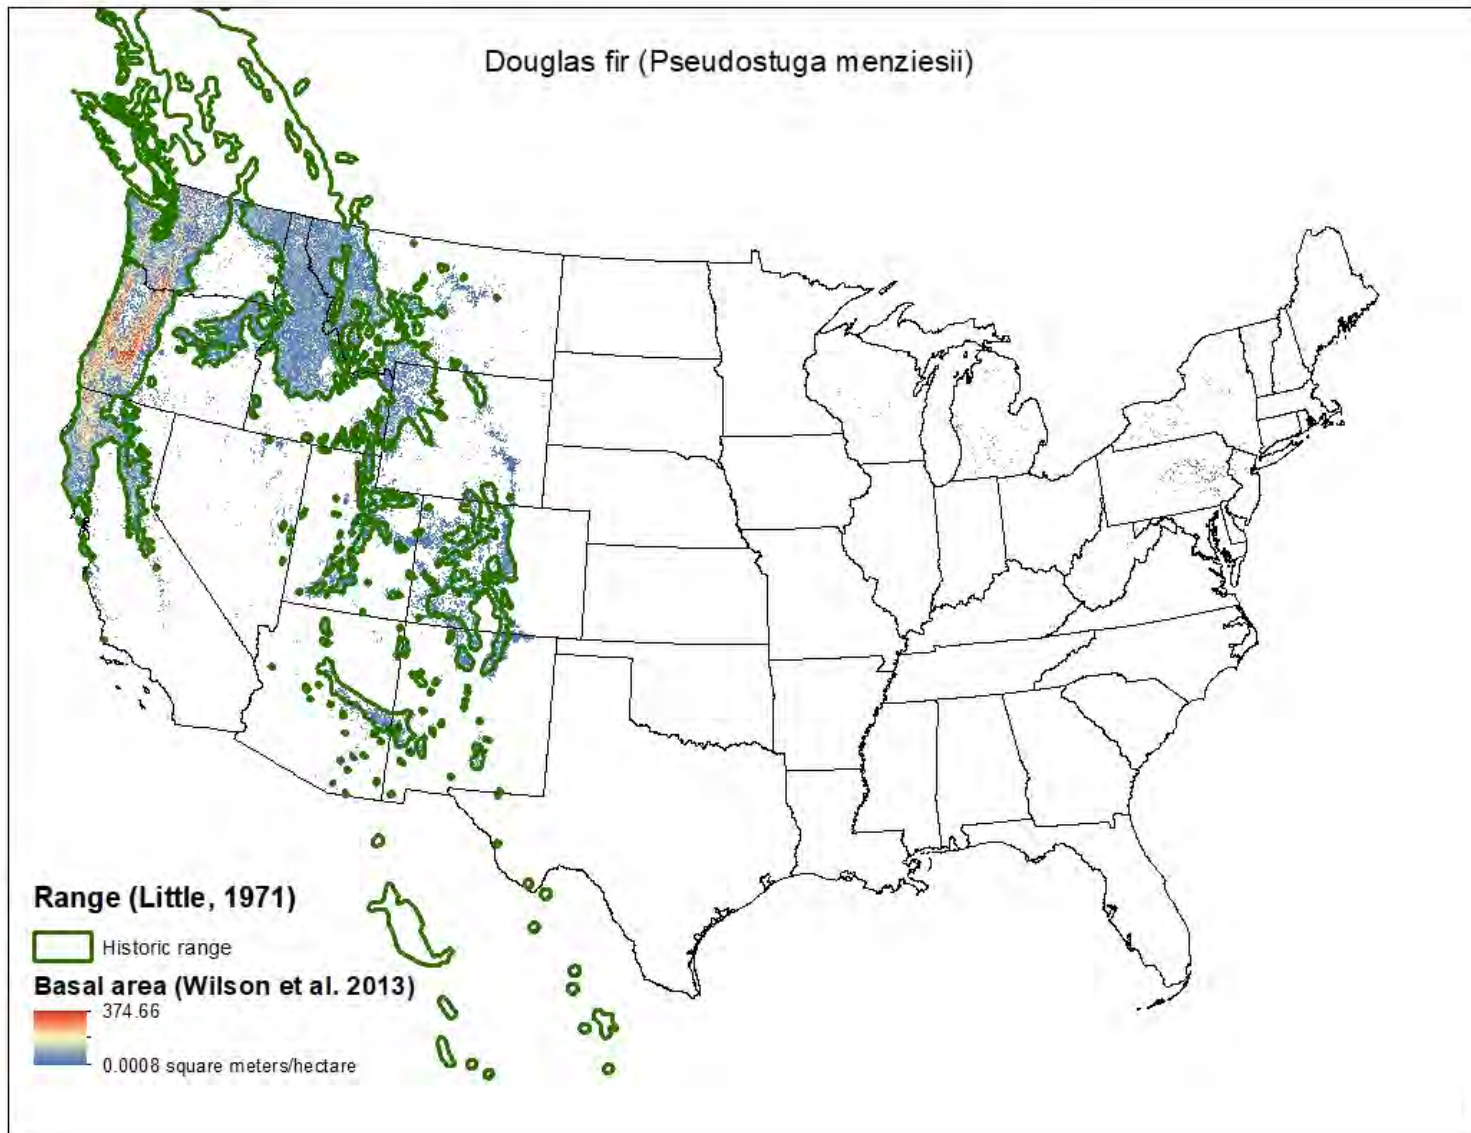 Douglas fir (Pseudostuga menziesii)
Range (Little, 1971)
Historic range
Basal area (Wilson et al. 2013)
374.66
0.0008 square meters/hectare